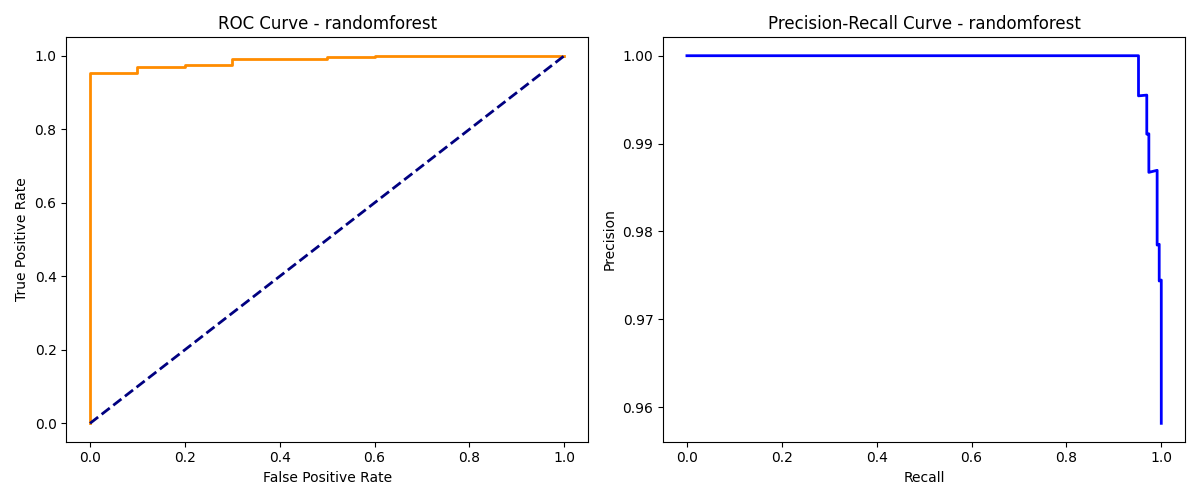 ROC Curve - randomforest
True Positive Rate
1.0
0.8
0.6
0.4
0.2
0.0
0.0 0.2 0.4 0.6 0.8 1.0
False Positive Rate
Precision-Recall Curve - randomforest
Precision
1.00
0.99
0.98
0.97
0.96
0.0 0.2 0.4 0.6 0.8 1.0
Recall